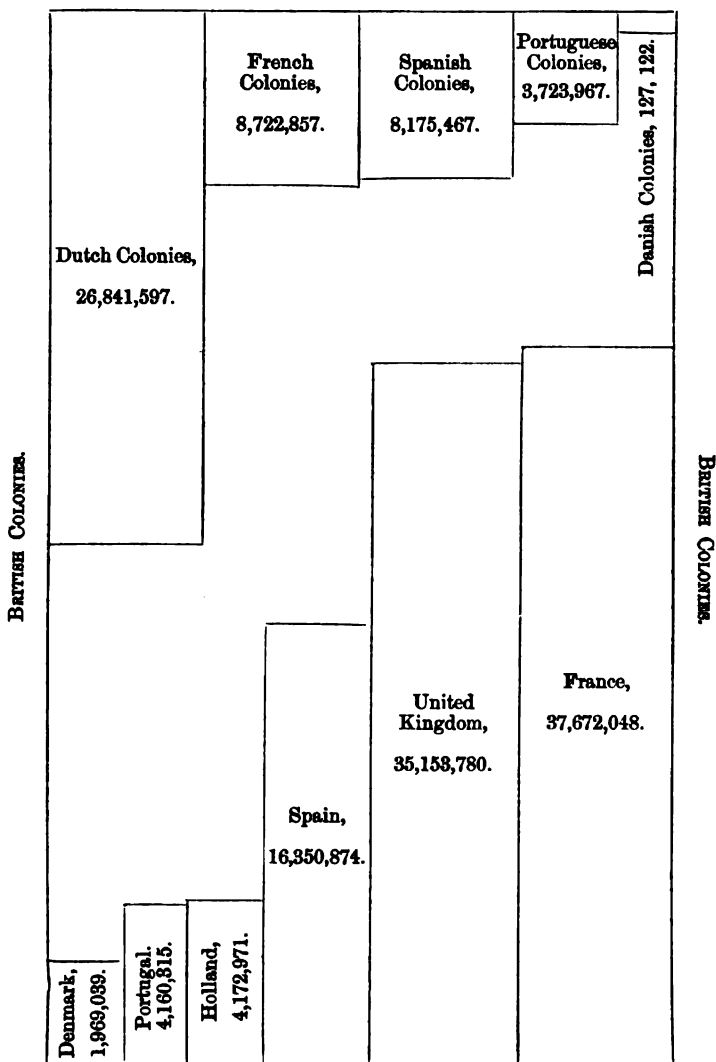 French
Colonies,
8,722,857.
Spanish
Colonies,
8,175,467.
Portuguese
Colonies,
3,723,967.
Danish Colonies, 127, 122.
Dutch Colonies,
26,841,597.
BRITISH COLONIES.
BRITISH COLONIES.
Denmark,
1,969,039.
Portugal.
4,160,315.
Holland,
4,172,971.
Spain,
16,350,874.
United
Kingdom,
35,153,780.
France,
37,672,048.